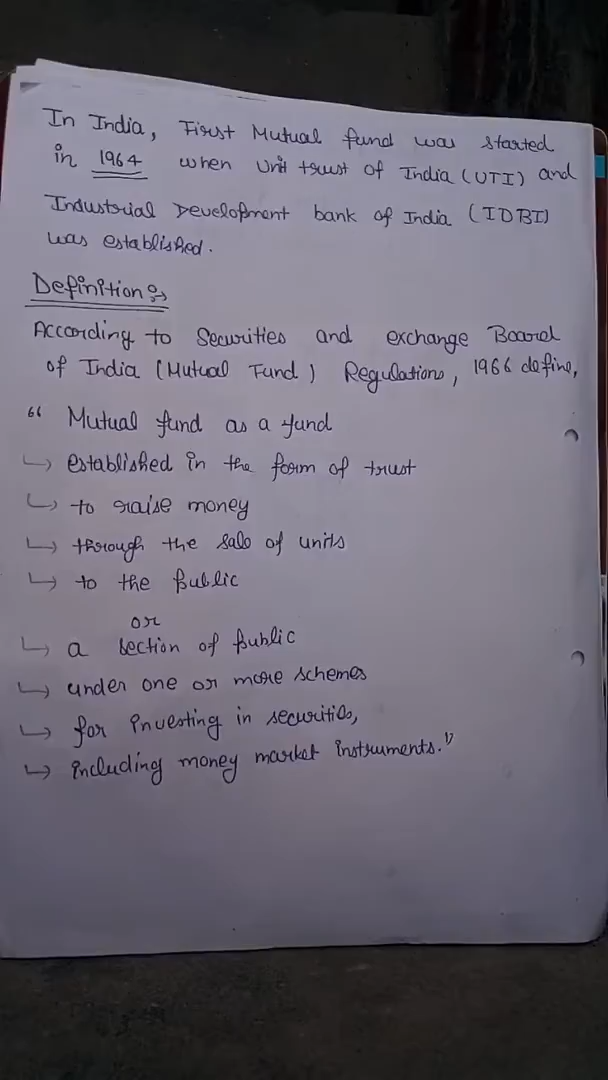 In India, First Mutual fund was started
in 1964 when Unit trust of India (UTI) and
Industrial Development bank of India (IDBI)
was established.
Definition :→
According to Securities and exchange Board
of India (Mutual Fund) Regulations, 1966 define,
“ Mutual fund as a fund
↳ established in the form of trust
↳ to raise money
↳ through the sale of units
↳ to the public
or
↳ a section of public
↳ under one or more schemes
↳ for investing in securities,
↳ including money market instruments.”